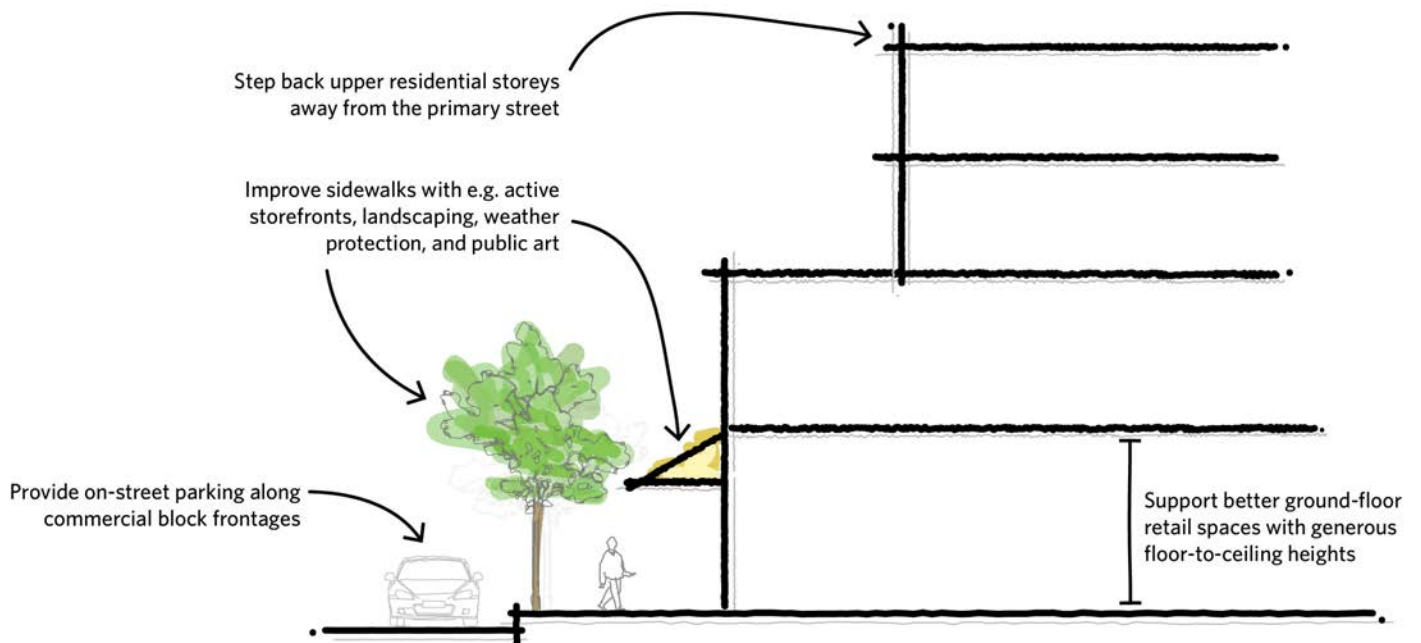 Step back upper residential storeys
away from the primary street
Improve sidewalks with e.g. active
storefronts, landscaping, weather
protection, and public art
Provide on-street parking along
commercial block frontages
Support better ground-floor
retail spaces with generous
floor-to-ceiling heights